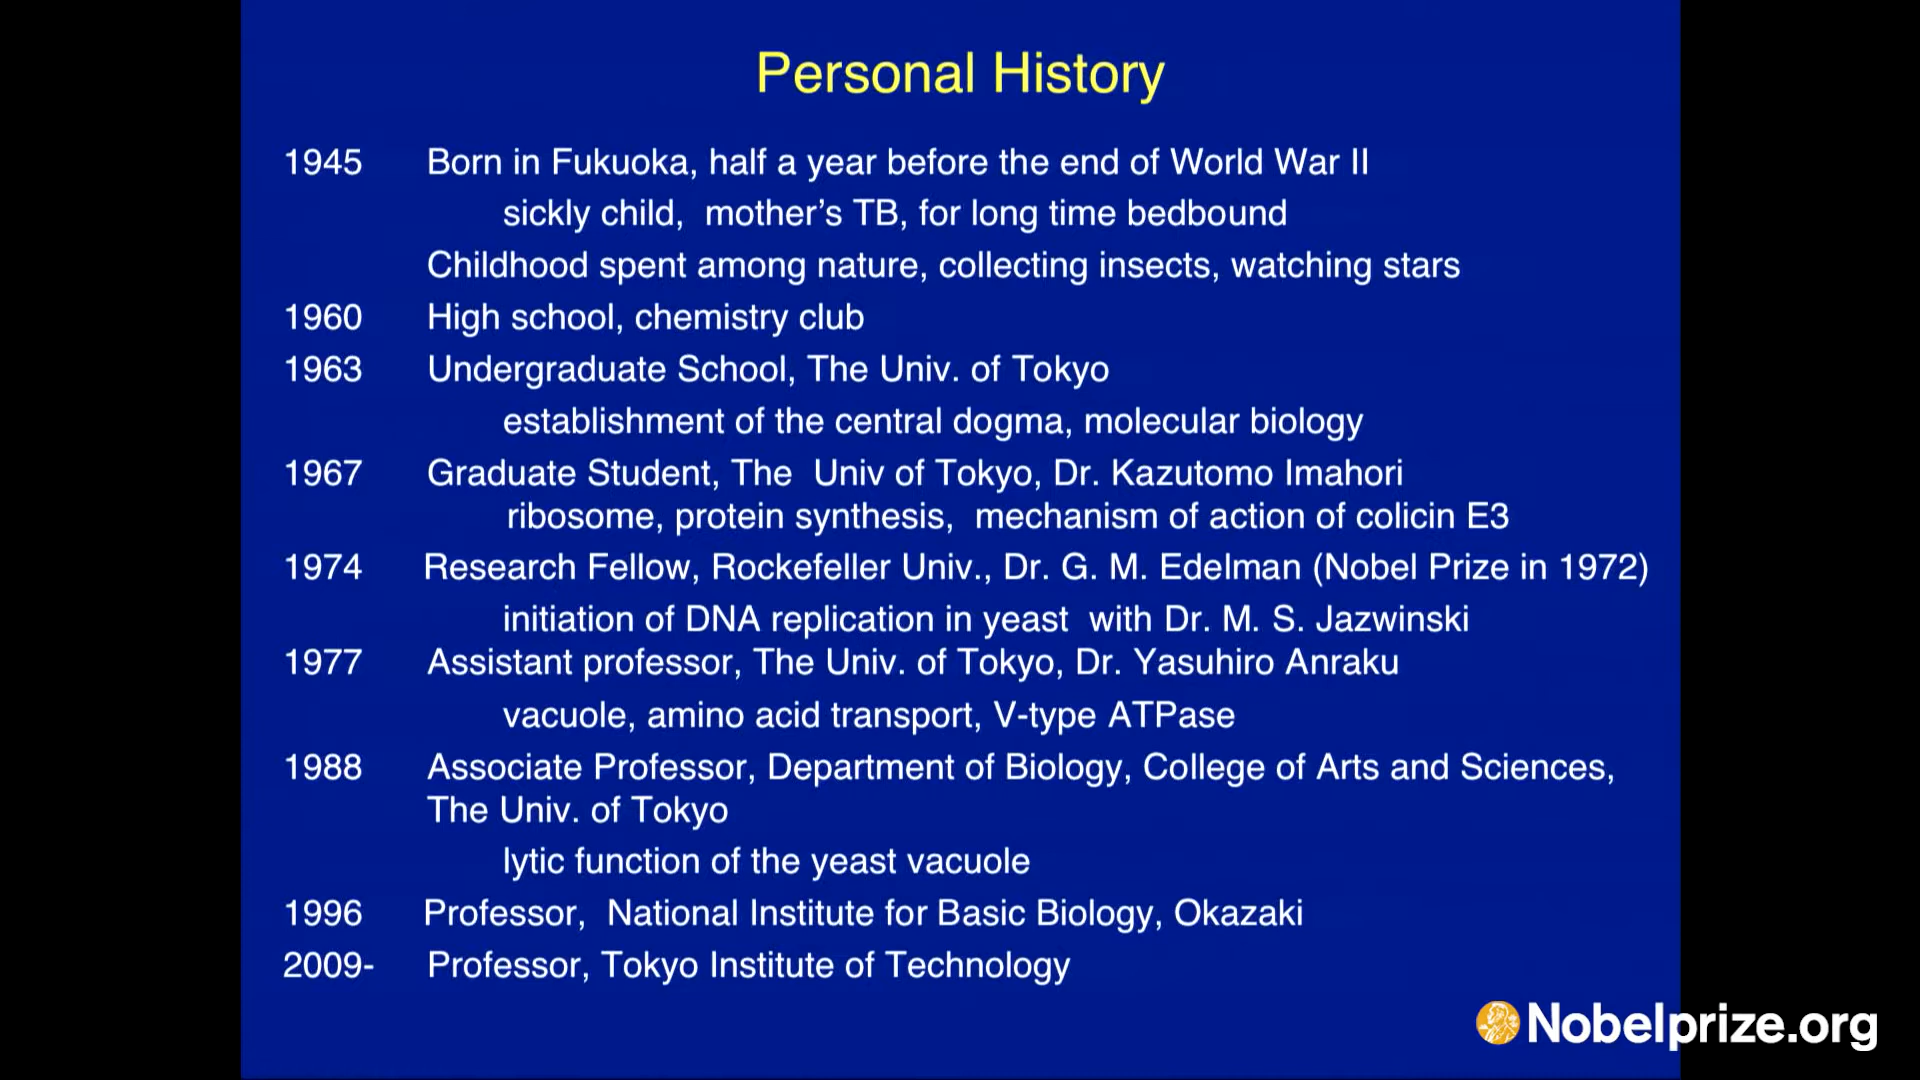 Personal History
1945 Born in Fukuoka, half a year before the end of World War II
sickly child, mother’s TB, for long time bedbound
Childhood spent among nature, collecting insects, watching stars
1960 High school, chemistry club
1963 Undergraduate School, The Univ. of Tokyo
establishment of the central dogma, molecular biology
1967 Graduate Student, The Univ of Tokyo, Dr. Kazutomo Imahori
ribosome, protein synthesis, mechanism of action of colicin E3
1974 Research Fellow, Rockefeller Univ., Dr. G. M. Edelman (Nobel Prize in 1972)
initiation of DNA replication in yeast with Dr. M. S. Jazwinski
1977 Assistant professor, The Univ. of Tokyo, Dr. Yasuhiro Anraku
vacuole, amino acid transport, V-type ATPase
1988 Associate Professor, Department of Biology, College of Arts and Sciences,
The Univ. of Tokyo
lytic function of the yeast vacuole
1996 Professor, National Institute for Basic Biology, Okazaki
2009- Professor, Tokyo Institute of Technology
Nobelprize.org